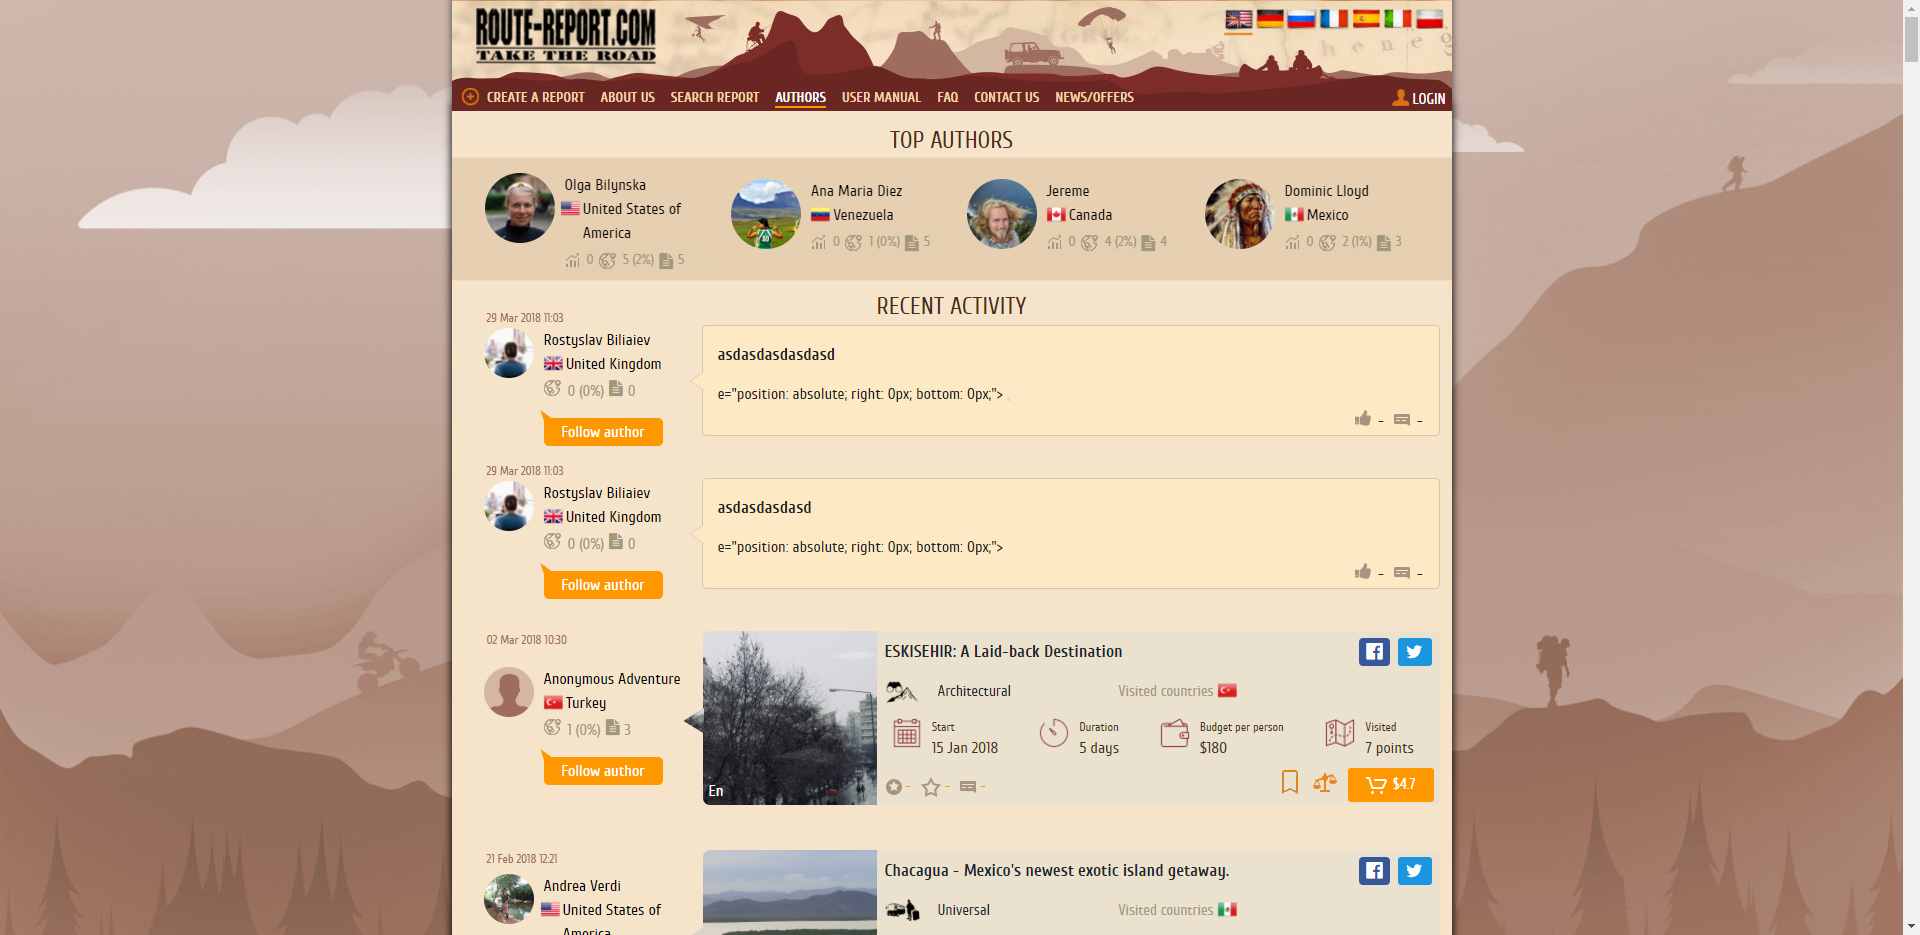 ROUTE-REPORT.COM
TAKE THE ROAD
CREATE A REPORT ABOUT US SEARCH REPORT AUTHORS USER MANUAL FAQ CONTACT US NEWS/OFFERS LOGIN
TOP AUTHORS
Olga Bilynska
United States of
America
0 5 (2%) 5
Ana Maria Diez
Venezuela
0 1 (0%) 5
Jereme
Canada
0 4 (2%) 4
Dominic Lloyd
Mexico
0 2 (1%) 3
RECENT ACTIVITY
29 Mar 2018 11:03
Rostyslav Biliaiev
United Kingdom
0 (0%) 0
Follow author
asdasdasdasdasd
e="position: absolute; right: 0px; bottom: 0px;">
- -
29 Mar 2018 11:03
Rostyslav Biliaiev
United Kingdom
0 (0%) 0
Follow author
asdasdasdasd
e="position: absolute; right: 0px; bottom: 0px;">
- -
02 Mar 2018 10:30
Anonymous Adventure
Turkey
1 (0%) 3
Follow author
En
ESKISEHIR: A Laid-back Destination
Architectural Visited countries
Start
15 Jan 2018
Duration
5 days
Budget per person
$180
Visited
7 points
- - -
$4.7
21 Feb 2018 12:21
Andrea Verdi
United States of
America
Chacagua - Mexico's newest exotic island getaway.
Universal Visited countries